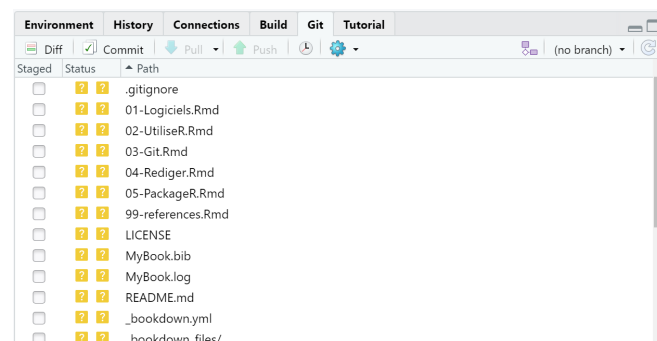 Environment History Connections Build Git Tutorial
Diff Commit Pull Push (no branch)
Staged Status Path
? ? .gitignore
? ? 01-Logiciels.Rmd
? ? 02-UtiliseR.Rmd
? ? 03-Git.Rmd
? ? 04-Rediger.Rmd
? ? 05-PackageR.Rmd
? ? 99-references.Rmd
? ? LICENSE
? ? MyBook.bib
? ? MyBook.log
? ? README.md
? ? _bookdown.yml
? ? _bookdown_files/